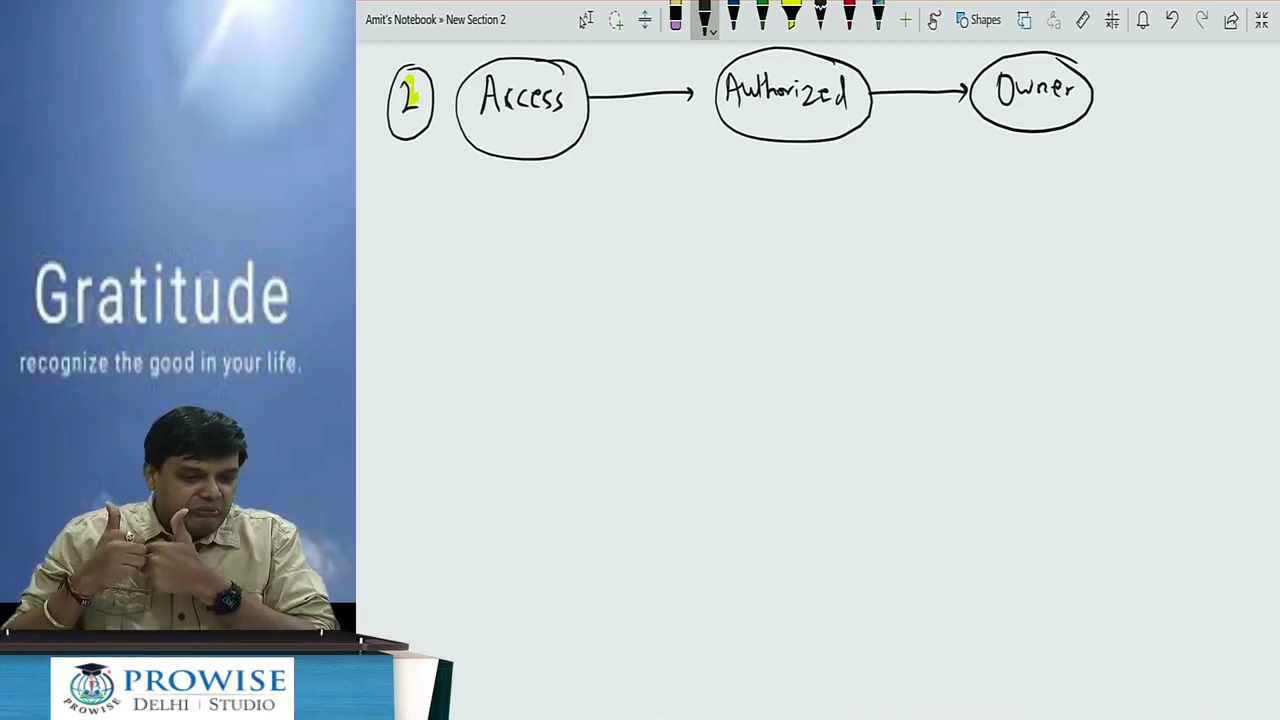 Amit's Notebook » New Section 2
Shapes
2 Access Authorized Owner
Gratitude
recognize the good in your life.
PROWISE
PROWISE
DELHI | STUDIO